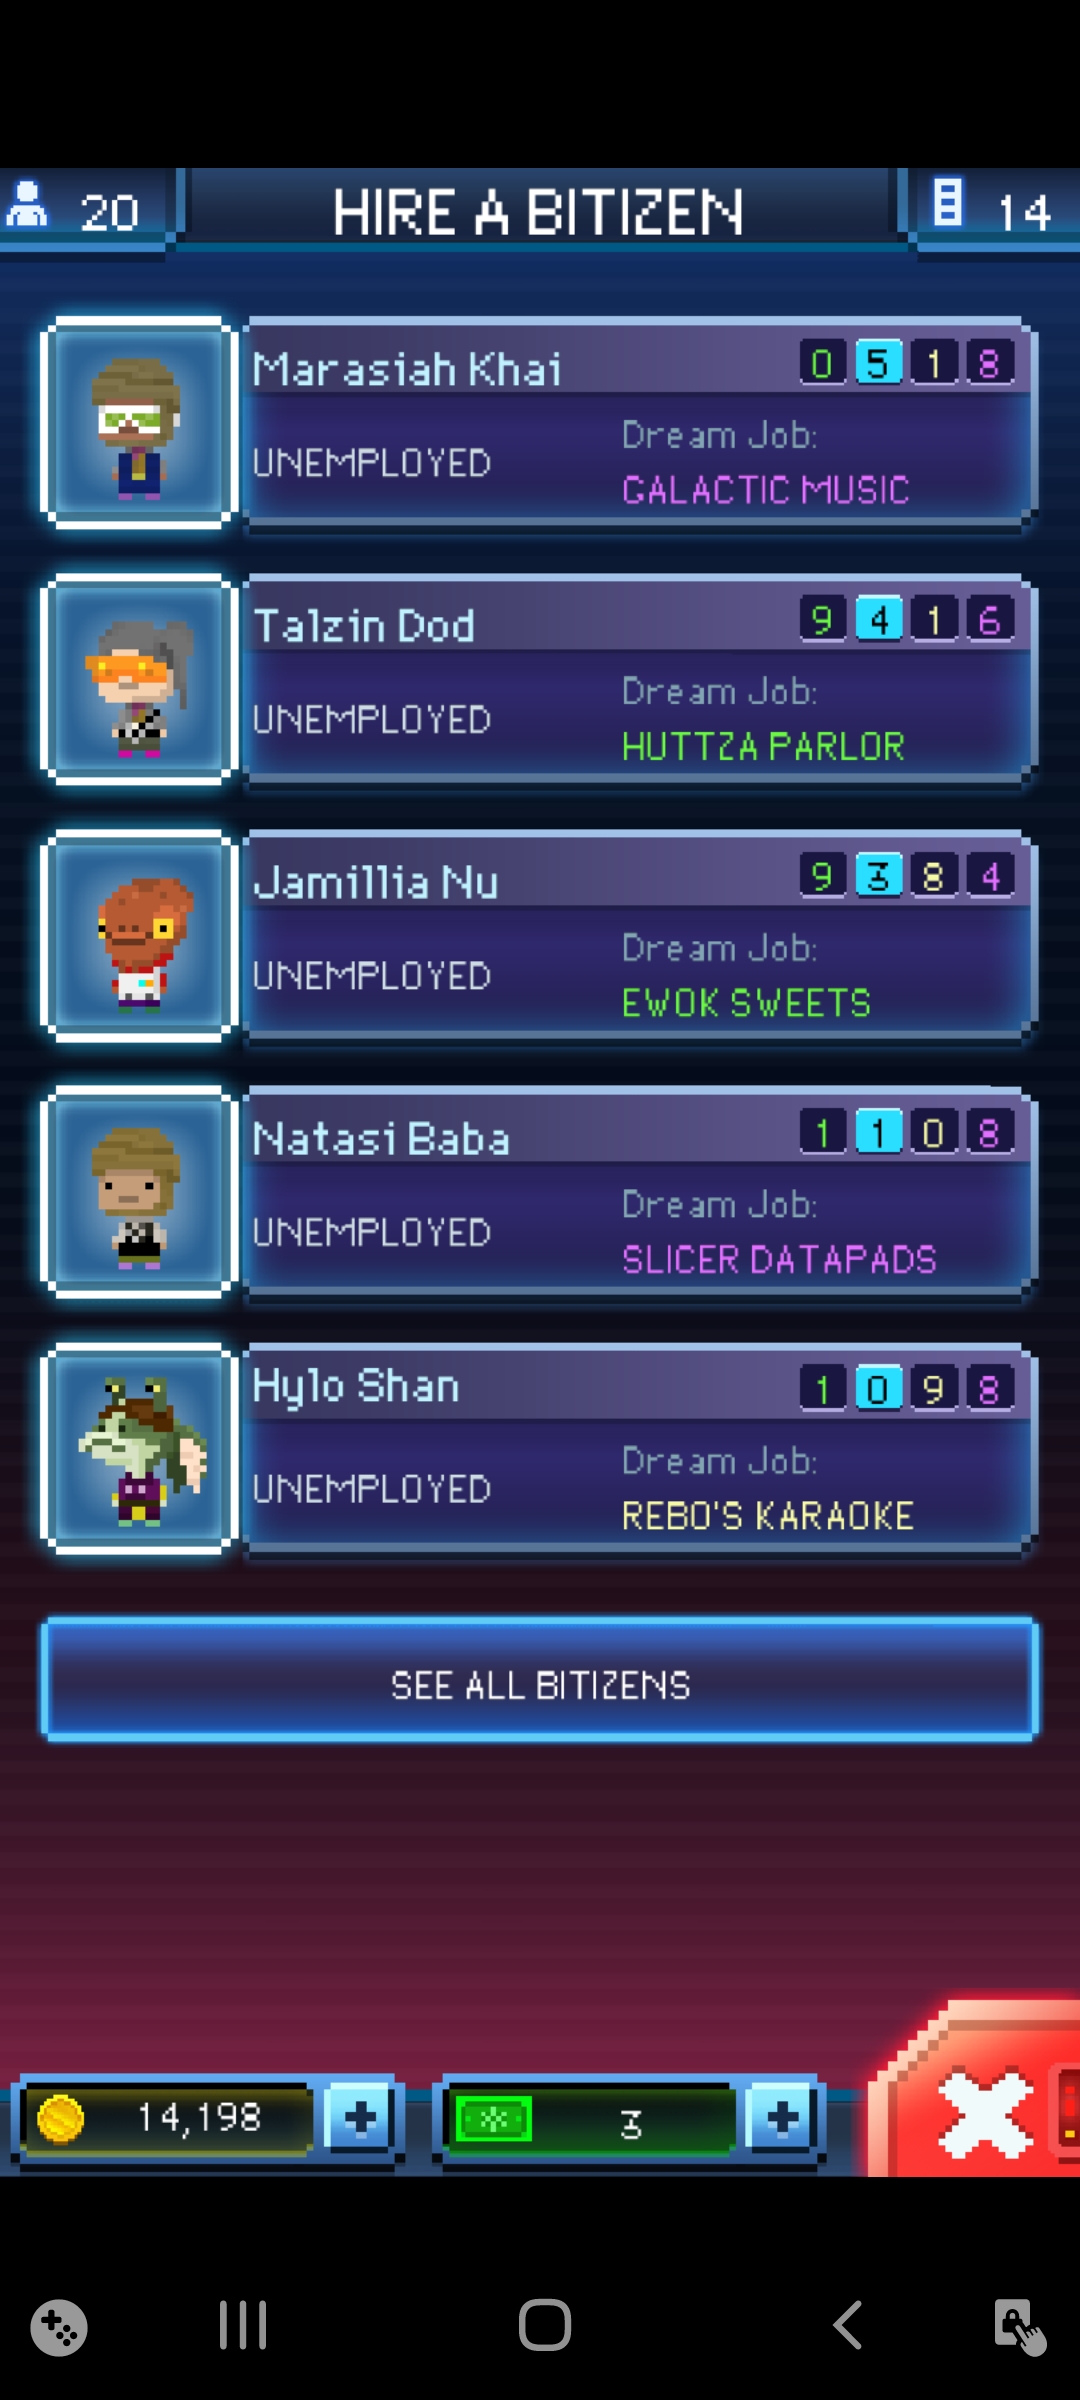 20 HIRE A BITIZEN 14
Marasiah Khai 0 5 1 8
Dream Job:
UNEMPLOYED
GALACTIC MUSIC
Talzin Dod 9 4 1 6
Dream Job:
UNEMPLOYED
HUTTZA PARLOR
Jamillia Nu 9 3 8 4
Dream Job:
UNEMPLOYED
EWOK SWEETS
Natasi Baba 1 1 0 8
Dream Job:
UNEMPLOYED
SLICER DATAPADS
Hylo Shan 1 0 9 8
Dream Job:
UNEMPLOYED
REBO'S KARAOKE
SEE ALL BITIZENS
14,198 + 3 +